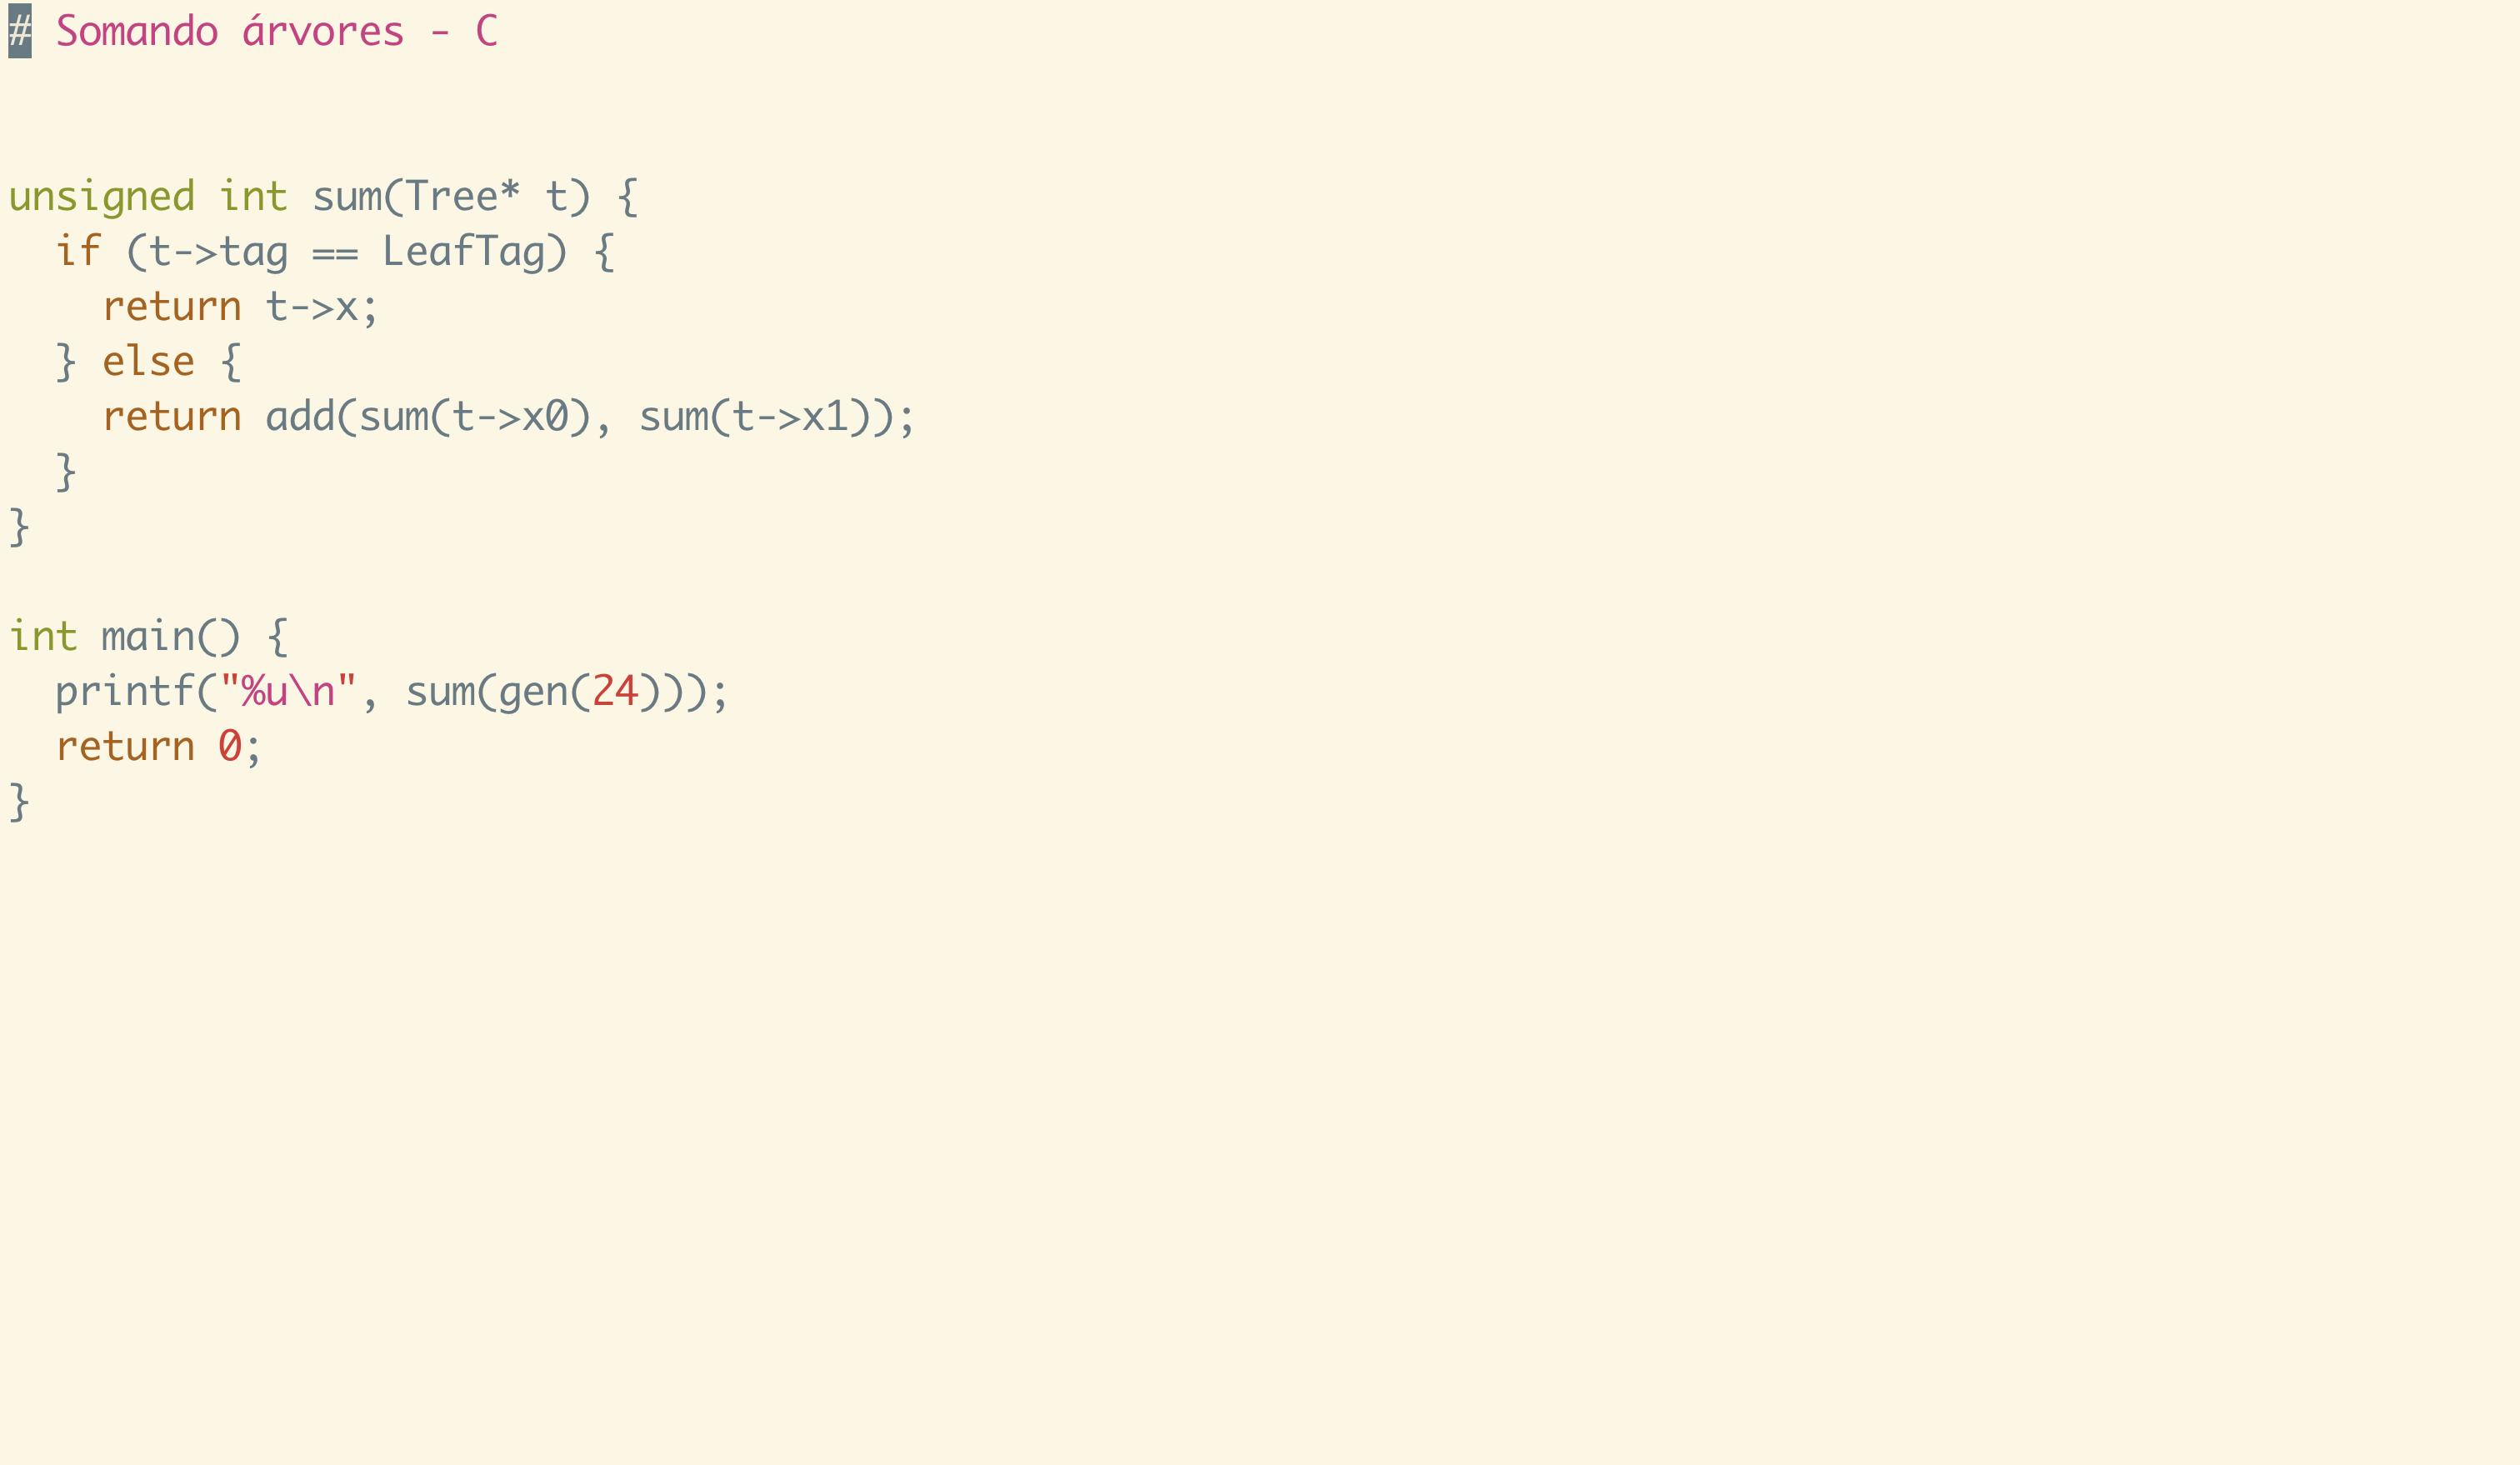 # Somando árvores - C
unsigned int sum(Tree* t) {
  if (t->tag == LeafTag) {
    return t->x;
  } else {
    return add(sum(t->x0), sum(t->x1));
  }
}
int main() {
  printf("%u\n", sum(gen(24)));
  return 0;
}